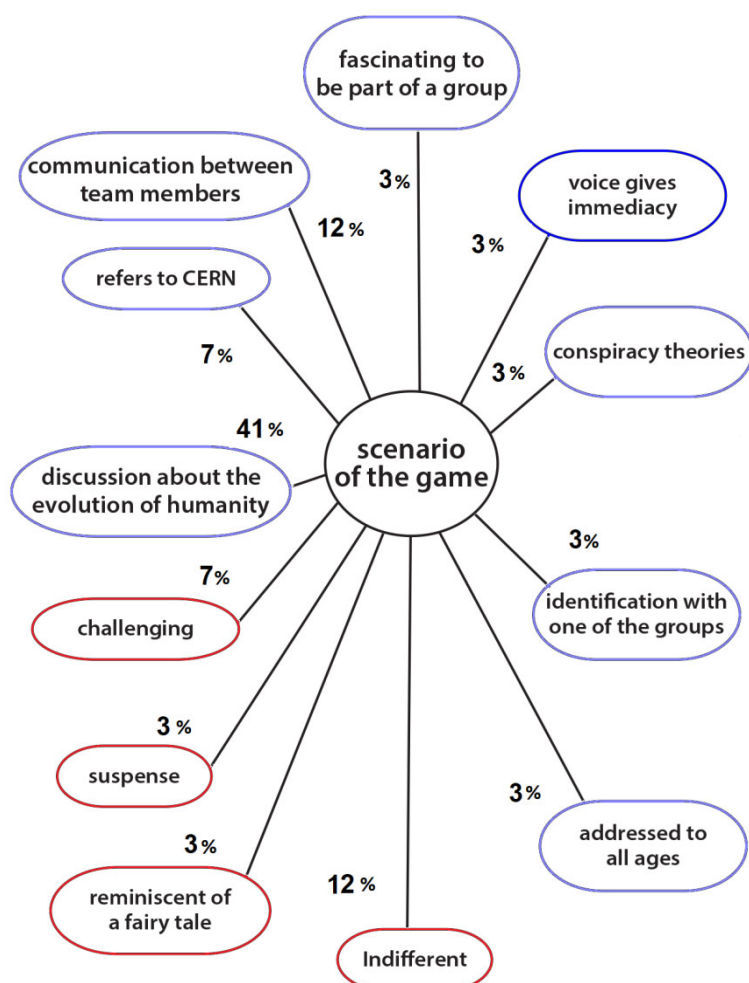 fascinating to
be part of a group
3%
communication between
team members
12%
voice gives
immediacy
3%
refers to CERN
7%
conspiracy theories
3%
41%
discussion about the
evolution of humanity
scenario
of the game
3%
identification with
one of the groups
7%
challenging
3%
suspense
3%
addressed to
all ages
3%
reminiscent of
a fairy tale
12%
Indifferent